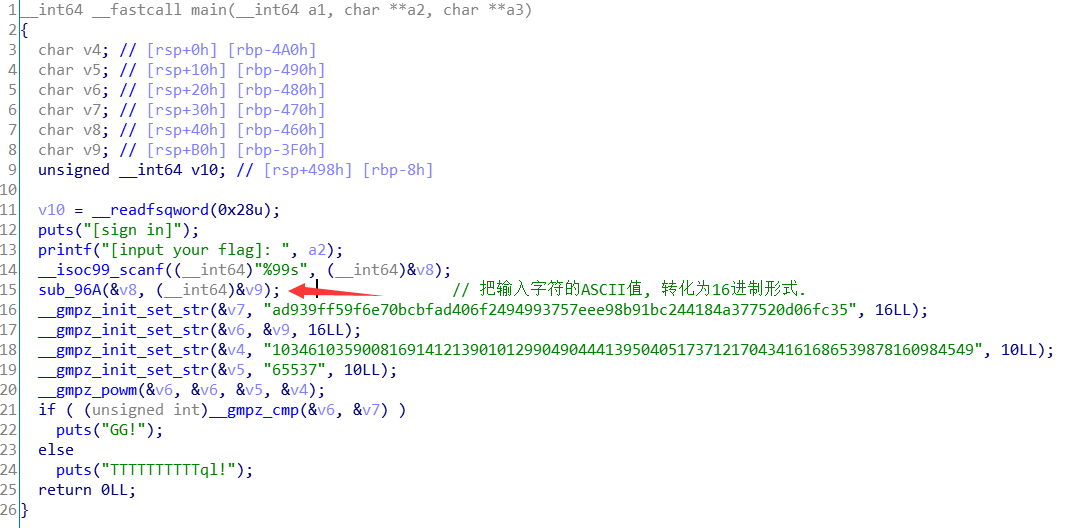 1 __int64 __fastcall main(__int64 a1, char **a2, char **a3)
2 {
3 char v4; // [rsp+0h] [rbp-4A0h]
4 char v5; // [rsp+10h] [rbp-490h]
5 char v6; // [rsp+20h] [rbp-480h]
6 char v7; // [rsp+30h] [rbp-470h]
7 char v8; // [rsp+40h] [rbp-460h]
8 char v9; // [rsp+B0h] [rbp-3F0h]
9 unsigned __int64 v10; // [rsp+498h] [rbp-8h]
10
11 v10 = __readfsqword(0x28u);
12 puts("[sign in]");
13 printf("[input your flag]: ", a2);
14 __isoc99_scanf((__int64)"%99s", (__int64)&v8);
15 sub_96A(&v8, (__int64)&v9); // 把输入字符的ASCII值, 转化为16进制形式.
16 __gmpz_init_set_str(&v7, "ad939ff59f6e70bcbfad406f2494993757eee98b91bc244184a377520d06fc35", 16LL);
17 __gmpz_init_set_str(&v6, &v9, 16LL);
18 __gmpz_init_set_str(&v4, "103461035900816914121390101299049044413950405173712170434161686539878160984549", 10LL);
19 __gmpz_init_set_str(&v5, "65537", 10LL);
20 __gmpz_powm(&v6, &v6, &v5, &v4);
21 if ( (unsigned int)__gmpz_cmp(&v6, &v7) )
22 puts("GG!");
23 else
24 puts("TTTTTTTTTTql!");
25 return 0LL;
26 }